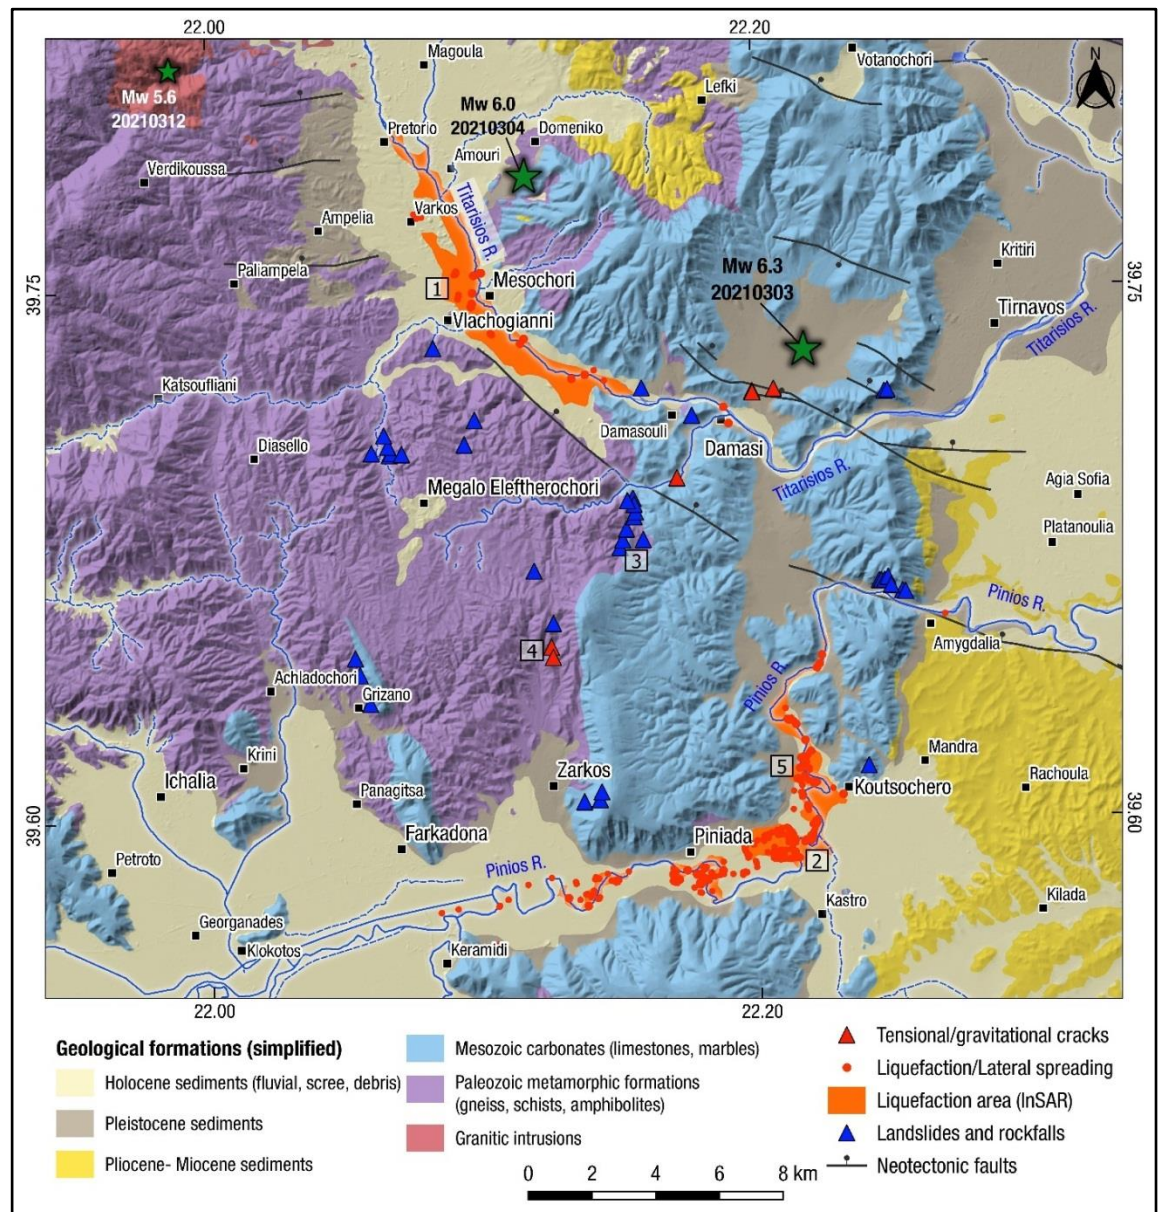 22.00
22.20
N
Magoula
Votanochori
Mw 5.6
20210312
Mw 6.0
20210304
Lefki
Pretorio
Domeniko
Amouri
Verdikoussa
Titarisios R.
Varkos
Ampelia
Kritiri
Mw 6.3
20210303
Paliampela
1
Mesochori
39.75
39.75
Vlachogianni
Tirnavos
Titarisios R.
Katsoufliani
Damasouli
Damasi
Diasello
Titarisios R.
Agia Sofia
Megalo Eleftherochori
Platanoulia
3
Pinios R.
Amygdalia
4
Achladochori
Grizano
Pinios R.
Krini
Zarkos
5
Mandra
Ichalia
Panagitsa
Koutsochero
Rachoula
39.60
39.60
Farkadona
Piniada
2
Petroto
Pinios R.
Kastro
Kilada
Georganades
Klokotos
Keramidi
22.00
22.20
Geological formations (simplified)
Holocene sediments (fluvial, scree, debris)
Pleistocene sediments
Pliocene- Miocene sediments
Mesozoic carbonates (limestones, marbles)
Paleozoic metamorphic formations
(gneiss, schists, amphibolites)
Granitic intrusions
Tensional/gravitational cracks
Liquefaction/Lateral spreading
Liquefaction area (InSAR)
Landslides and rockfalls
Neotectonic faults
0 2 4 6 8 km